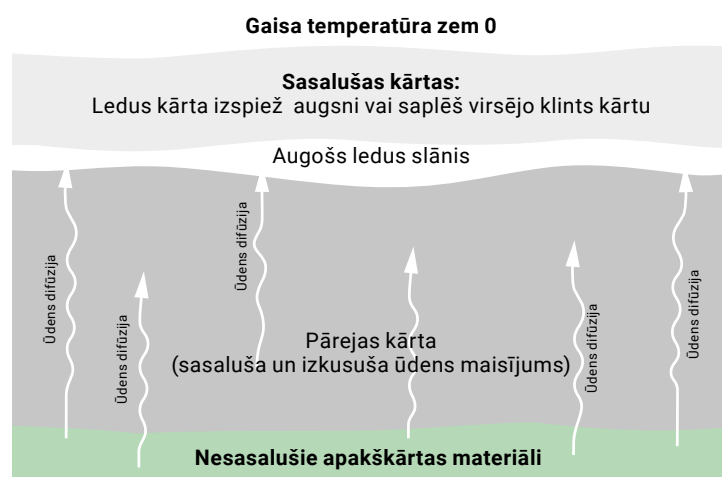 Gaisa temperatūra zem 0
Sasalušas kārtas:
Ledus kārta izspiež augsni vai saplēš virsējo klints kārtu
Augošs ledus slānis
Ūdens difūzija
Ūdens difūzija
Ūdens difūzija
Ūdens difūzija
Ūdens difūzija
Pārejas kārta
(sasaluša un izkusuša ūdens maisījums)
Nesasalušie apakškārtas materiāli